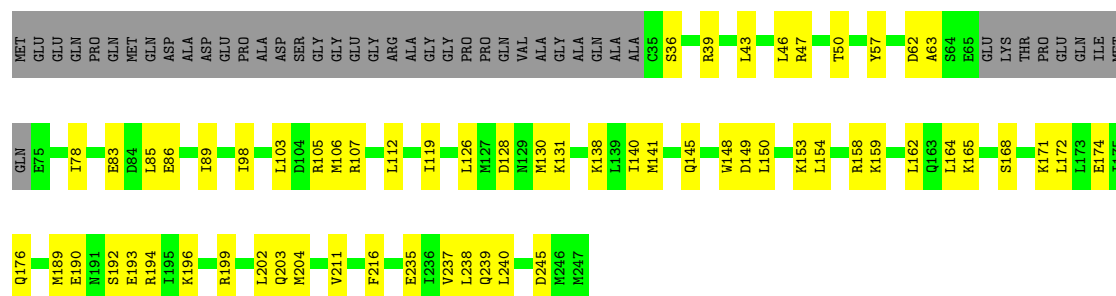 MET GLU GLU GLN PRO GLN MET GLN ASP ALA ASP GLU PRO ALA ASP SER GLY GLY GLU GLY ARG ALA GLY GLY PRO PRO GLN VAL ALA GLY ALA GLN ALA ALA C35 S36 R39 L43 L46 R47 T50 Y57 D62 A63 S64 E65 GLU LYS THR PRO GLU GLN ILE
GLN E75 I78 E83 D84 L85 E86 I89 I98 L103 D104 R105 M106 R107 L112 I119 L126 M127 D128 N129 M130 K131 K138 L139 I140 M141 Q145 W148 D149 L150 K153 L154 R158 K159 L162 Q163 L164 K165 S168 K171 L172 L173 E174
Q176 M189 E190 N191 S192 E193 R194 I195 K196 R199 L202 Q203 M204 V211 F216 E235 I236 V237 L238 Q239 L240 D245 M246 M247